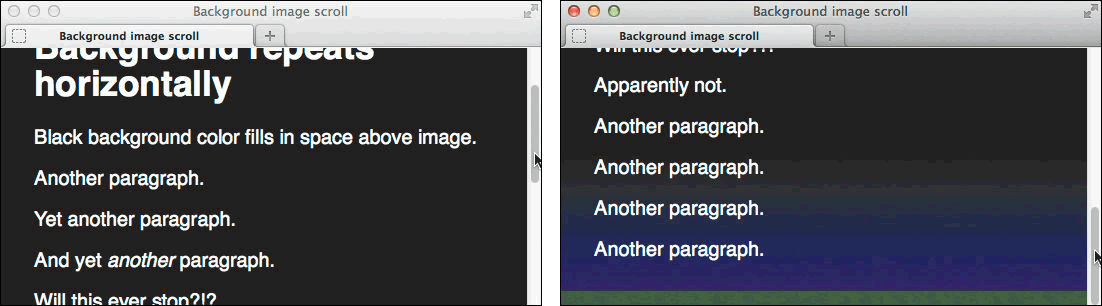 Background image scroll
Background image scroll
Background repeats
horizontally
Black background color fills in space above image.
Another paragraph.
Yet another paragraph.
And yet another paragraph.
Will this ever stop?!?
Background image scroll
Background image scroll
Will this ever stop?!?
Apparently not.
Another paragraph.
Another paragraph.
Another paragraph.
Another paragraph.